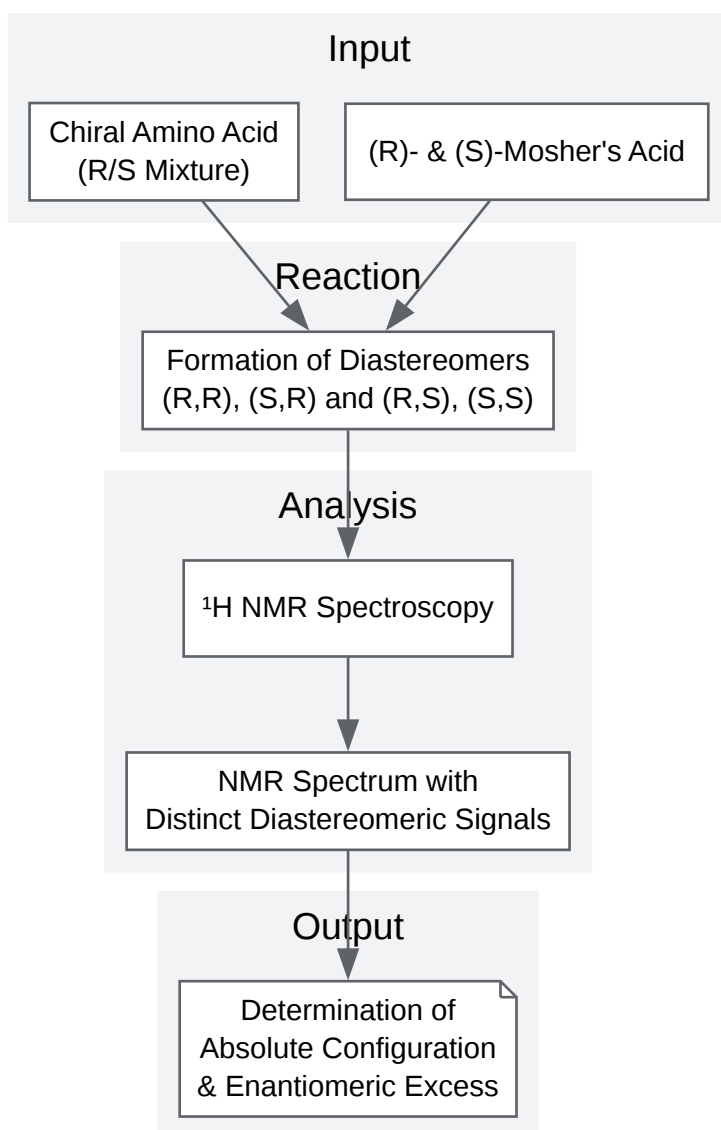 Input
Chiral Amino Acid
(R/S Mixture)
(R)- & (S)-Mosher's Acid
Reaction
Formation of Diastereomers
(R,R), (S,R) and (R,S), (S,S)
Analysis
¹H NMR Spectroscopy
NMR Spectrum with
Distinct Diastereomeric Signals
Output
Determination of
Absolute Configuration
& Enantiomeric Excess